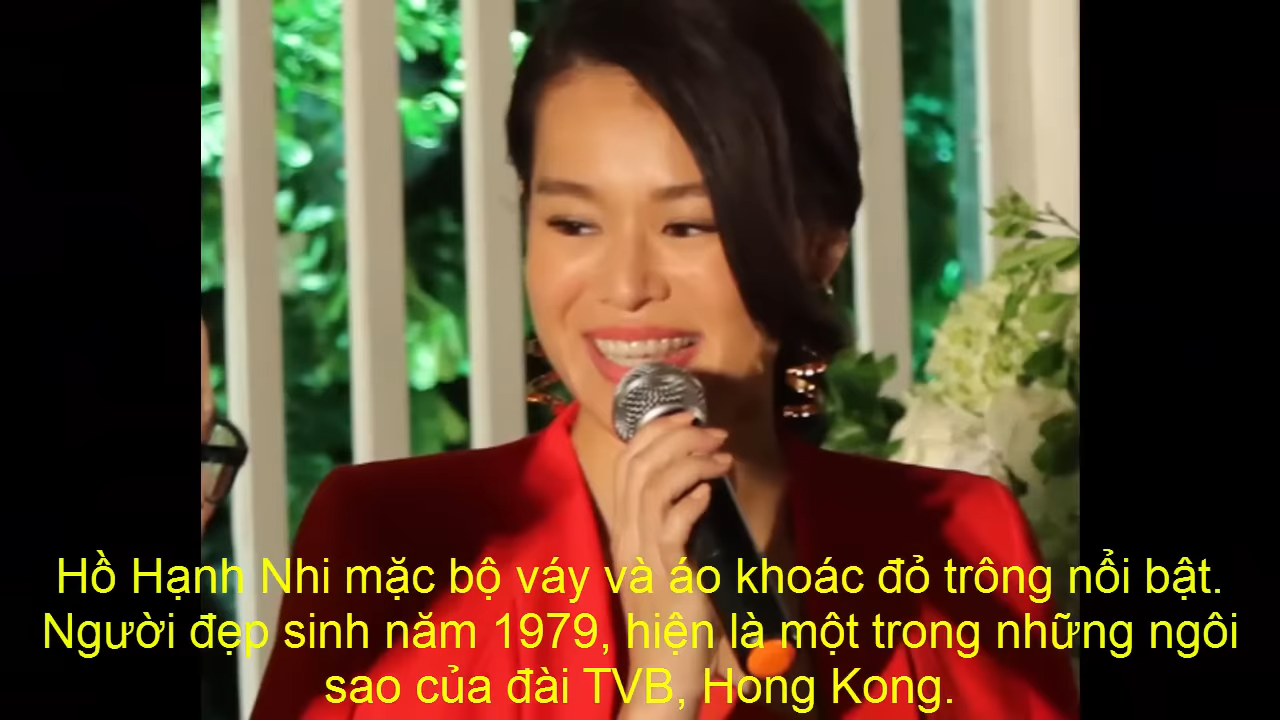 Hồ Hạnh Nhi mặc bộ váy và áo khoác đỏ trông nổi bật.
Người đẹp sinh năm 1979, hiện là một trong những ngôi
sao của đài TVB, Hong Kong.